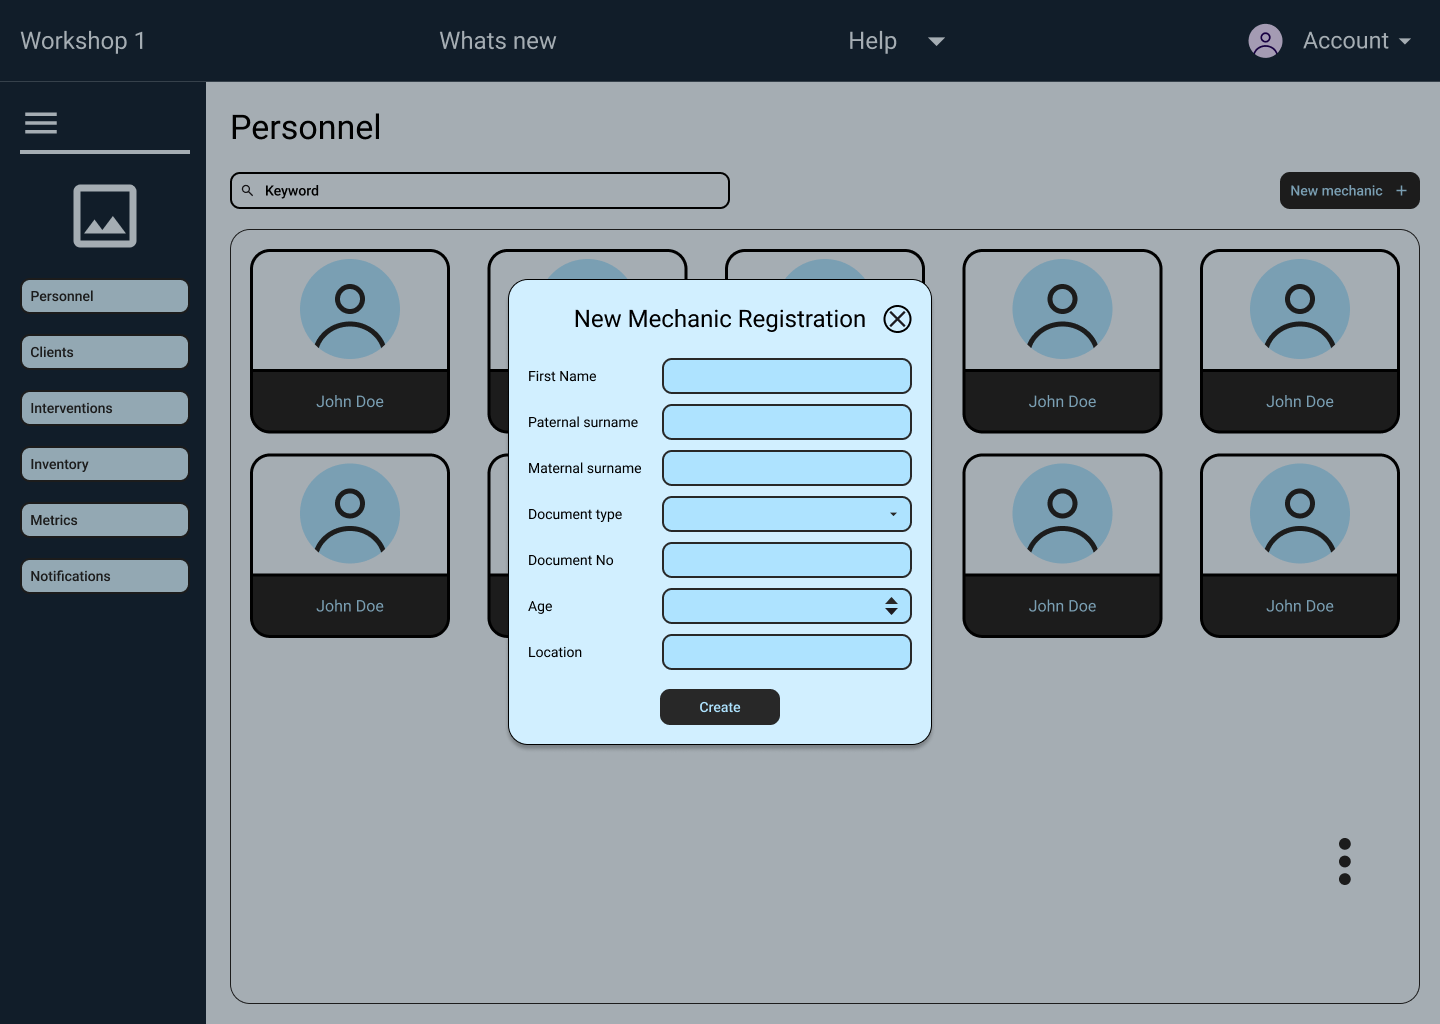 Workshop 1
Whats new
Help
Account
Personnel
Clients
Interventions
Inventory
Metrics
Notifications
Personnel
Keyword
New mechanic
John Doe
John Doe
John Doe
John Doe
John Doe
John Doe
New Mechanic Registration
First Name
Paternal surname
Maternal surname
Document type
Document No
Age
Location
Create